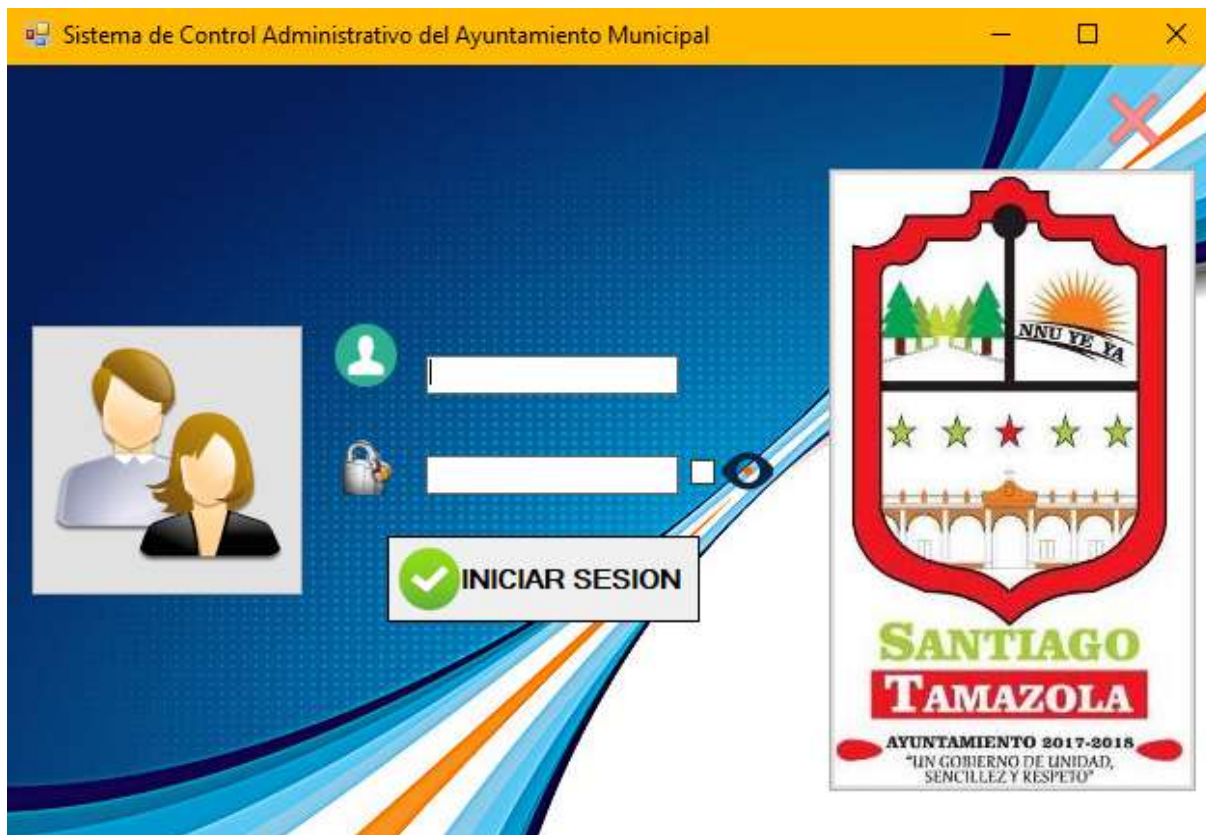 Sistema de Control Administrativo del Ayuntamiento Municipal
NNU YE YA
INICIAR SESION
SANTIAGO
TAMAZOLA
AYUNTAMIENTO 2017-2018
"UN GOBIERNO DE UNIDAD,
SENCILLEZ Y RESPETO"